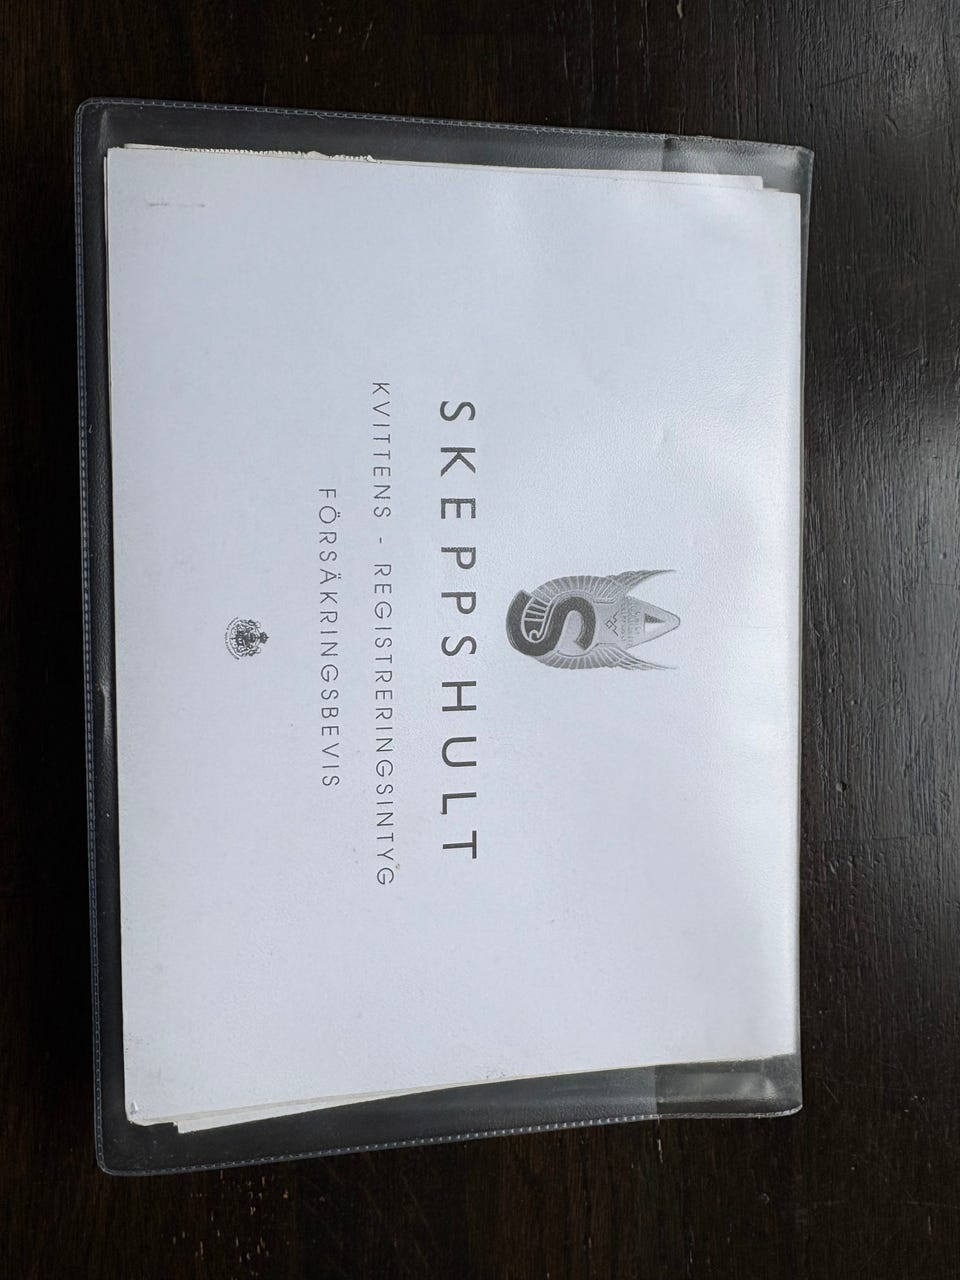 S
SKEPPSHULT
KVITTENS - REGISTRERINGSINTYG
FÖRSÄKRINGSBEVIS